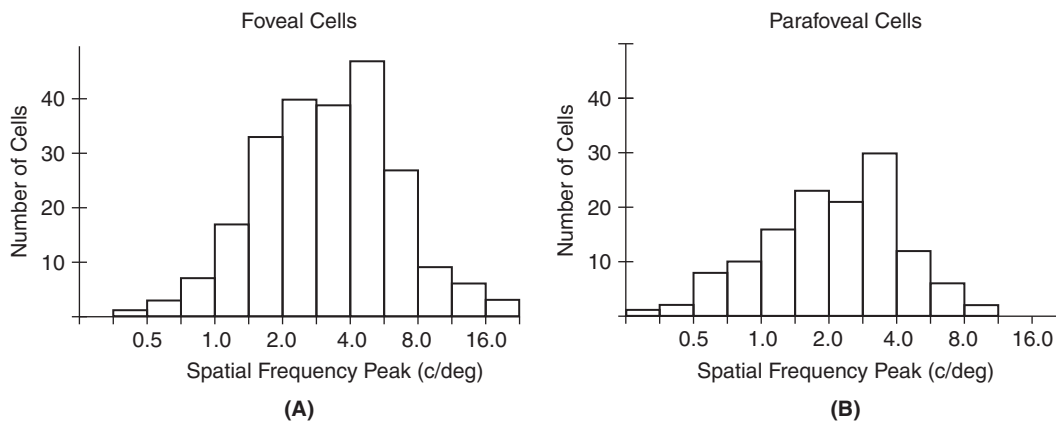 Foveal Cells
Number of Cells
40
30
20
10
0.5 1.0 2.0 4.0 8.0 16.0
Spatial Frequency Peak (c/deg)
(A)
Parafoveal Cells
Number of Cells
40
30
20
10
0.5 1.0 2.0 4.0 8.0 16.0
Spatial Frequency Peak (c/deg)
(B)